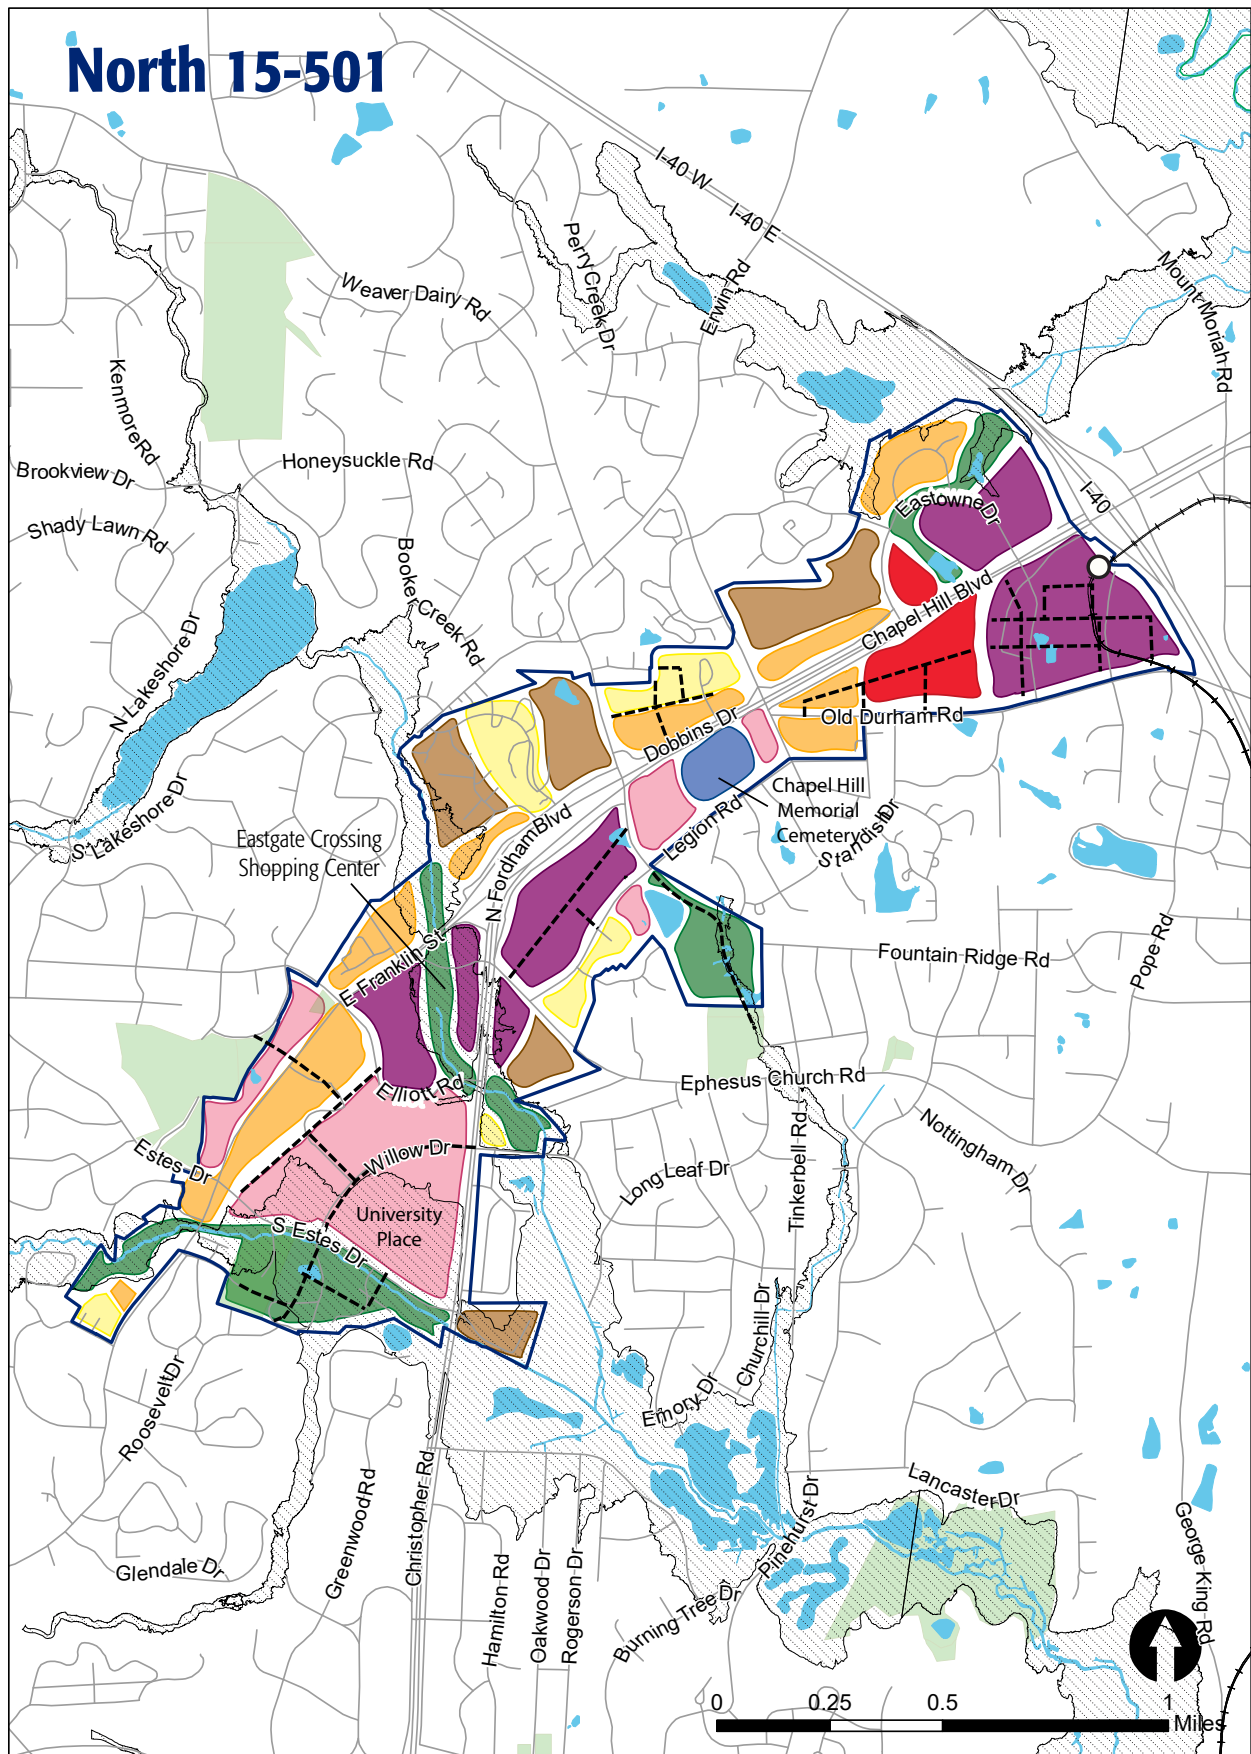 North 15-501
I-40 W
I-40 E
Perry Creek Dr
Erwin Rd
Mount Moriah Rd
Weaver Dairy Rd
Kenmore Rd
Honeysuckle Rd
Brookview Dr
Shady Lawn Rd
I-40
Eastowne Dr
Booker Creek Rd
Chapel Hill Blvd
N Lakeshore Dr
Old Durham Rd
Dobbins Dr
Chapel Hill
Memorial
Cemetery
Standish Dr
Legion Rd
S Lakeshore Dr
Eastgate Crossing
Shopping Center
N Fordham Blvd
E Franklin St
Fountain Ridge Rd
Pope Rd
Elliott Rd
Ephesus Church Rd
Nottingham Dr
Tinkerbell Rd
Estes Dr
Willow Dr
Long Leaf Dr
University
Place
S Estes Dr
Churchill Dr
Roosevelt Dr
Emory Dr
Greenwood Rd
Christopher Rd
Lancaster Dr
Pinehurst Dr
George King Rd
Glendale Dr
Hamilton Rd
Oakwood Dr
Rogerson Dr
Burning Tree Dr
0 0.25 0.5 1
Miles